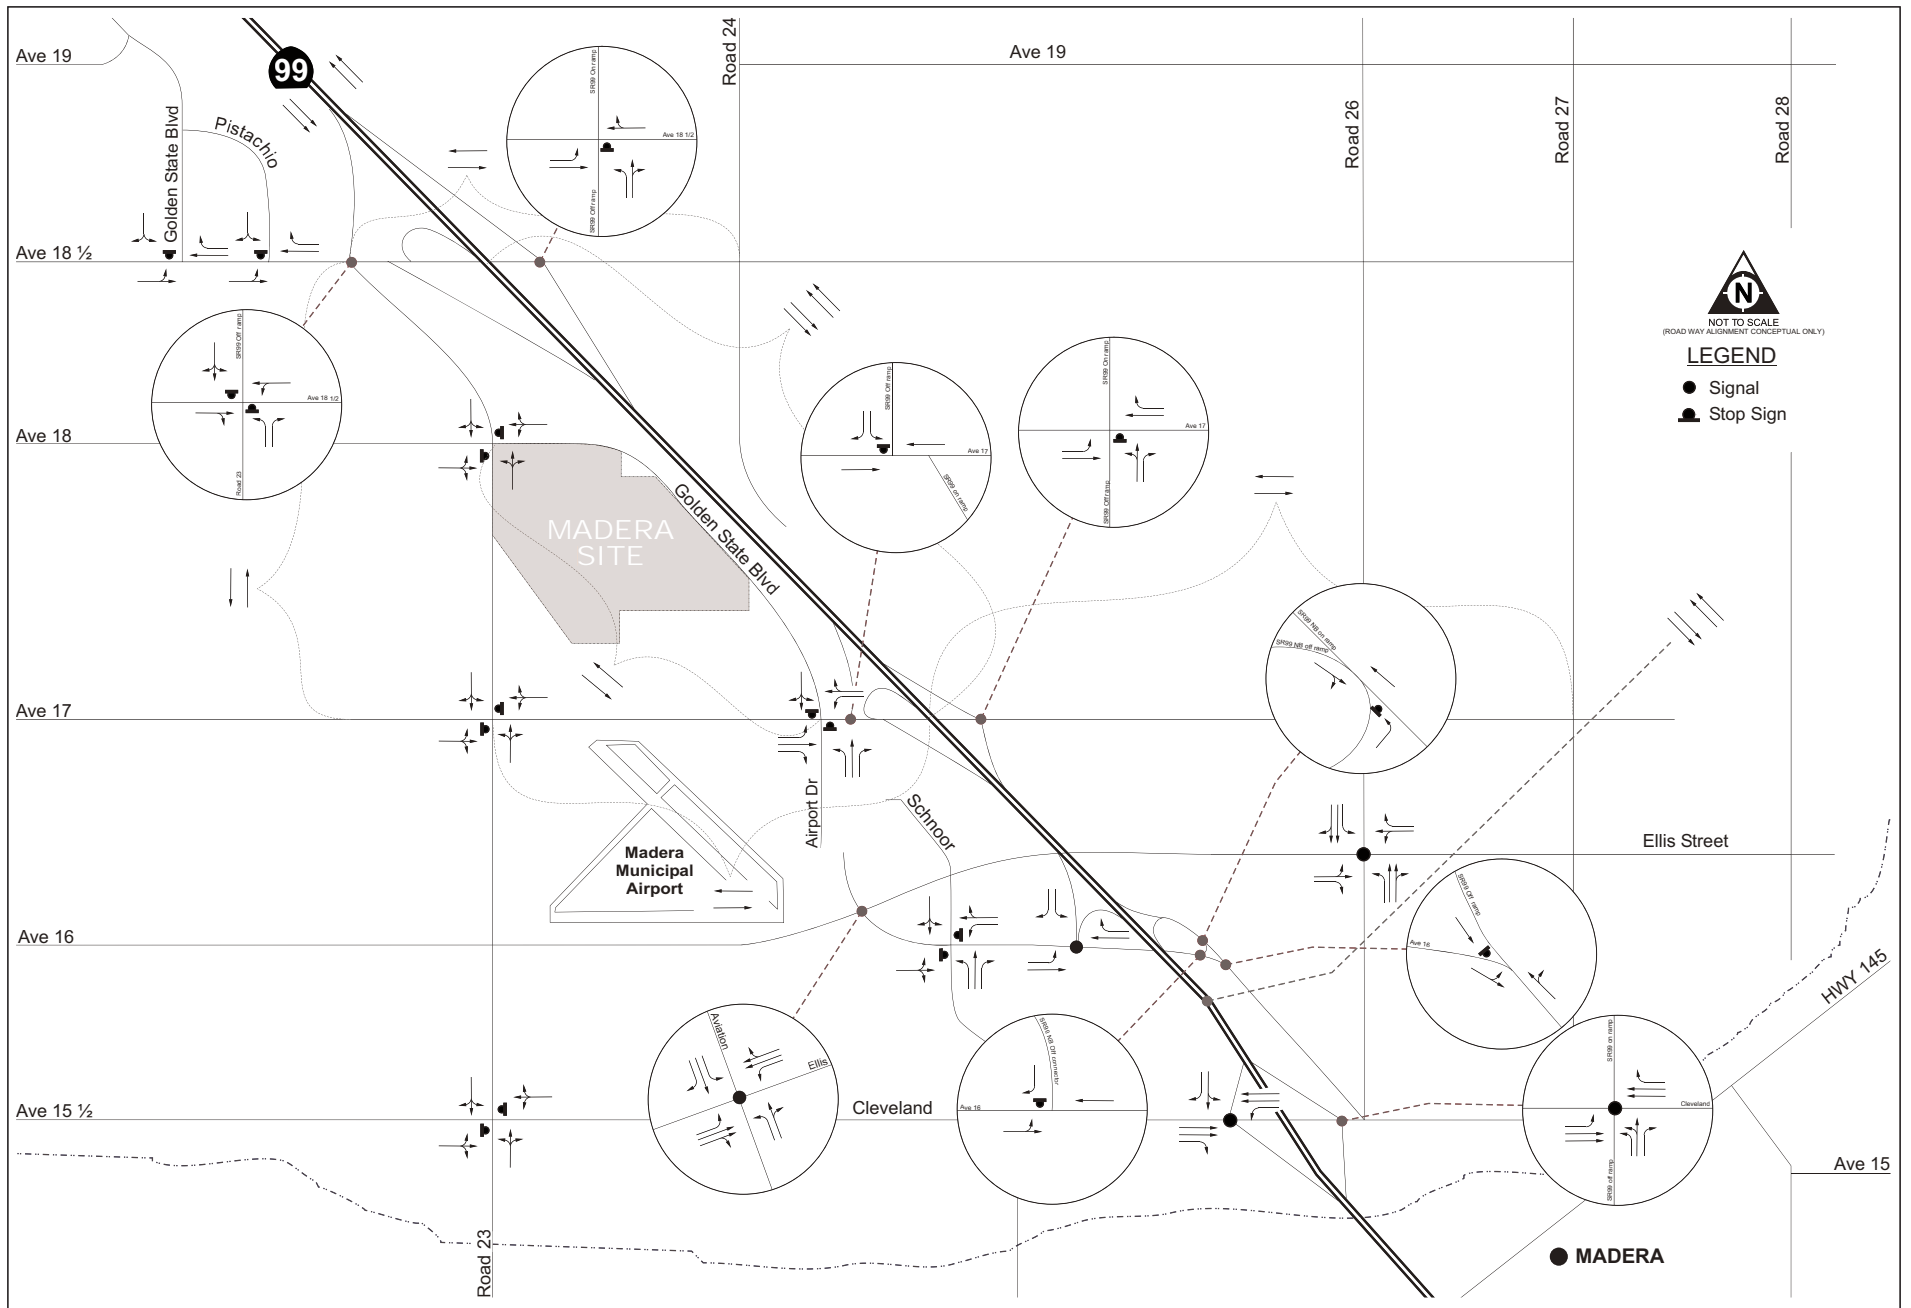 Ave 19
99
Road 24
Ave 19
Road 26
Road 27
Road 28
Golden State Blvd
Pistachio
SR99 On ramp
Ave 18 1/2
SR99 Off ramp
Ave 18 ½
N
NOT TO SCALE
(ROAD WAY ALIGNMENT CONCEPTUAL ONLY)
LEGEND
Signal
Stop Sign
SR99 Off ramp
Ave 18 1/2
Road 23
SR99 Off ramp
Ave 17
SR99 on ramp
SR99 On ramp
Ave 17
SR99 Off ramp
Ave 18
MADERA
SITE
Golden State Blvd
SR99 NB on ramp
SR99 NB off ramp
Ave 17
Airport Dr
Schnoor
Madera
Municipal
Airport
Ellis Street
SR99 Off ramp
Ave 16
Ave 16
HWY 145
Aviation
Ellis
SR99 NB Off connector
Ave 16
SR99 on ramp
Cleveland
SR99 off ramp
Ave 15 ½
Cleveland
Ave 15
Road 23
MADERA